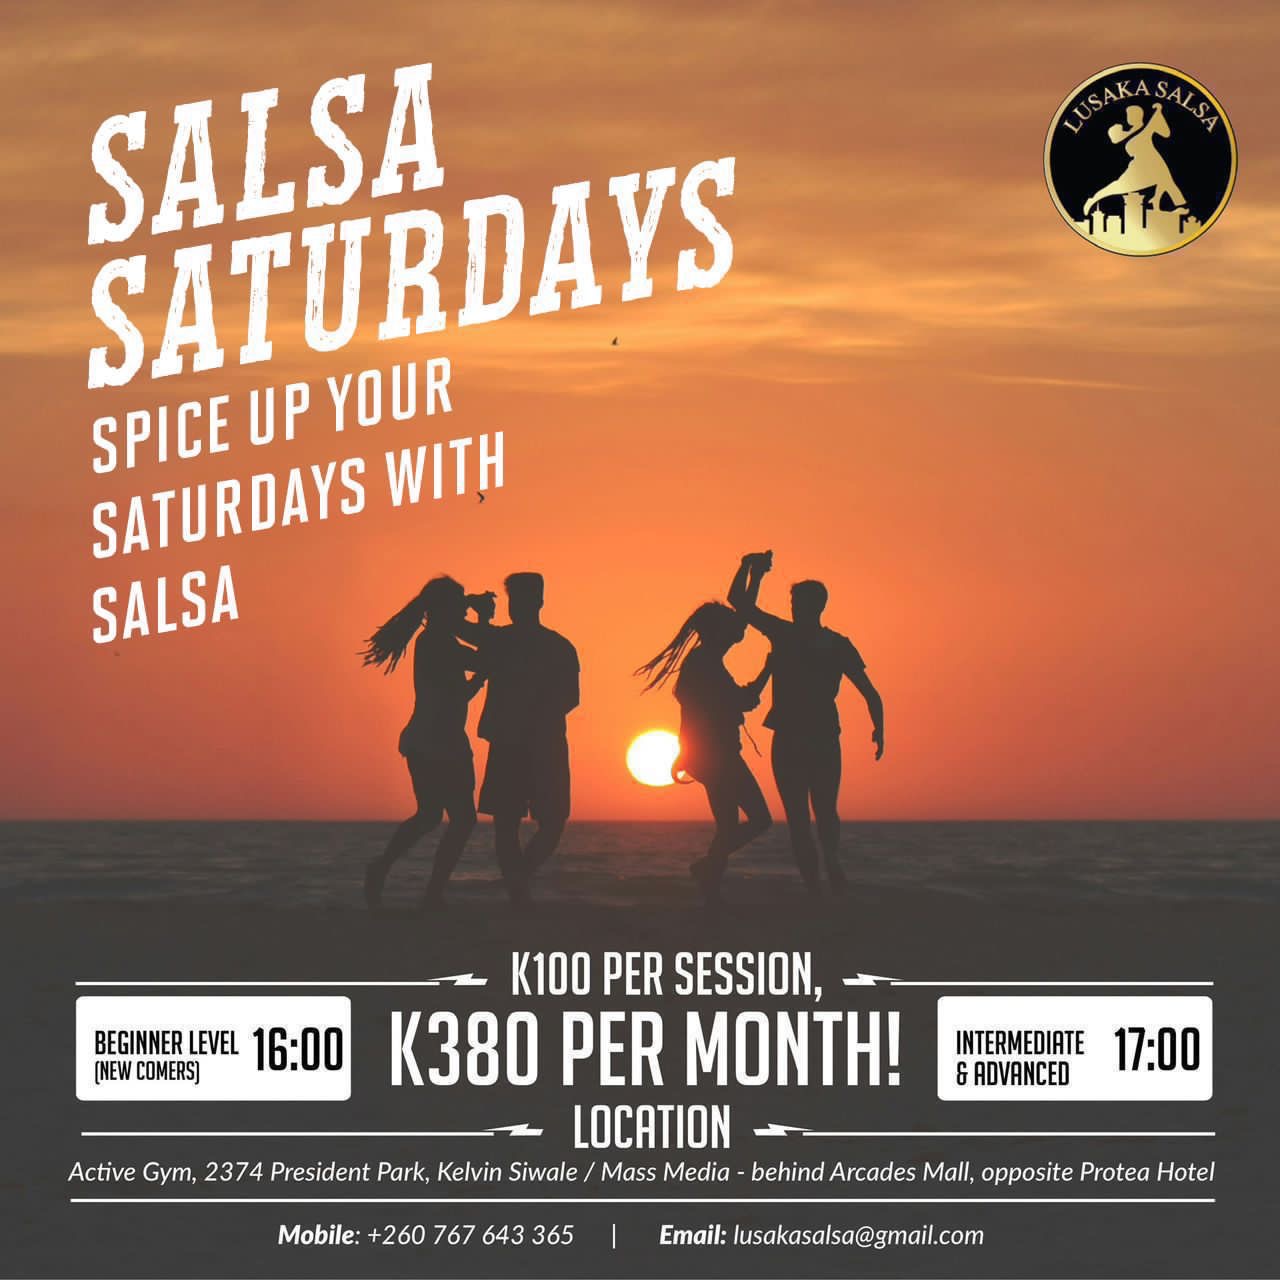 SALSA
SATURDAYS
SPICE UP YOUR
SATURDAYS WITH
SALSA
LUSAKA SALSA
K100 PER SESSION,
K380 PER MONTH!
BEGINNER LEVEL
(NEW COMERS)
16:00
INTERMEDIATE
& ADVANCED
17:00
LOCATION
Active Gym, 2374 President Park, Kelvin Siwale / Mass Media - behind Arcades Mall, opposite Protea Hotel
Mobile: +260 767 643 365 | Email: lusakasalsa@gmail.com